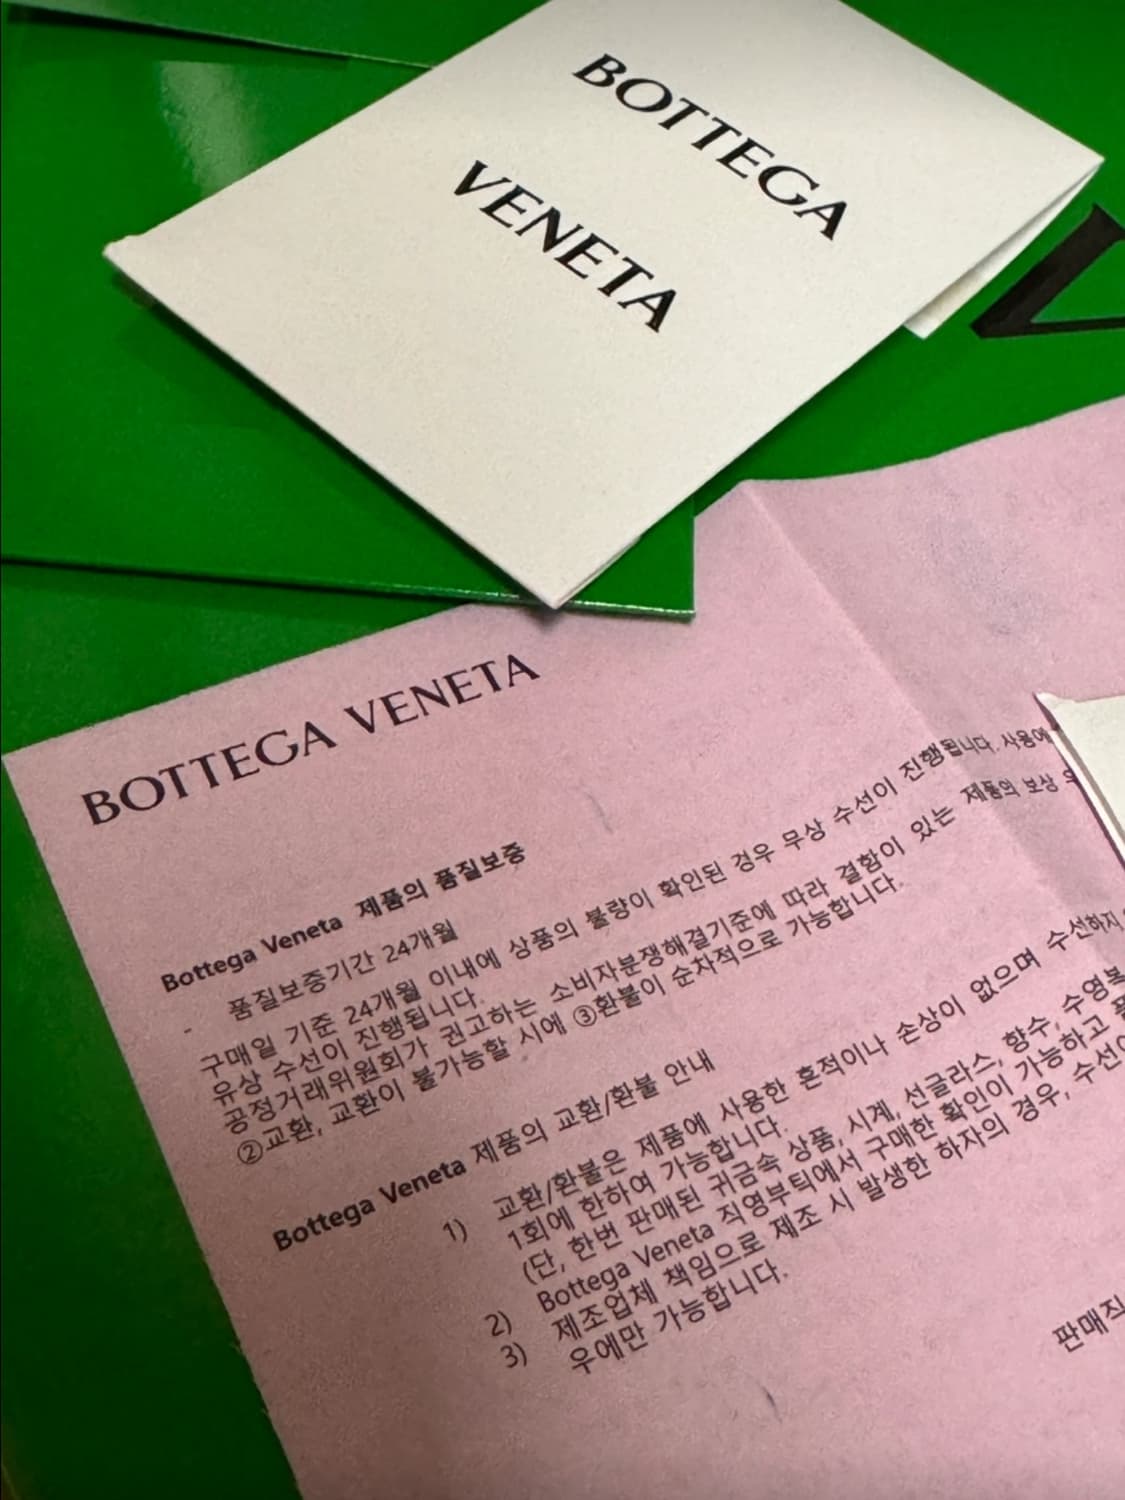 BOTTEGA
VENETA
V
BOTTEGA VENETA
Bottega Veneta 제품의 품질보증
- 품질보증기간 24개월
구매일 기준 24개월 이내에 상품의 불량이 확인된 경우 무상 수선이 진행됩니다. 사용에
유상 수선이 진행됩니다.
공정거래위원회가 권고하는 소비자분쟁해결기준에 따라 결함이 있는 제품의 보상
②교환, 교환이 불가능할 시에 ③환불이 순차적으로 가능합니다.
Bottega Veneta 제품의 교환/환불 안내
1) 교환/환불은 제품에 사용한 흔적이나 손상이 없으며 수선하지
1회에 한하여 가능합니다.
(단, 한번 판매된 귀금속 상품, 시계, 선글라스, 향수, 수영복
2) Bottega Veneta 직영부틱에서 구매한 확인이 가능하고
3) 제조업체 책임으로 제조 시 발생한 하자의 경우, 수선이
우에만 가능합니다.
판매직